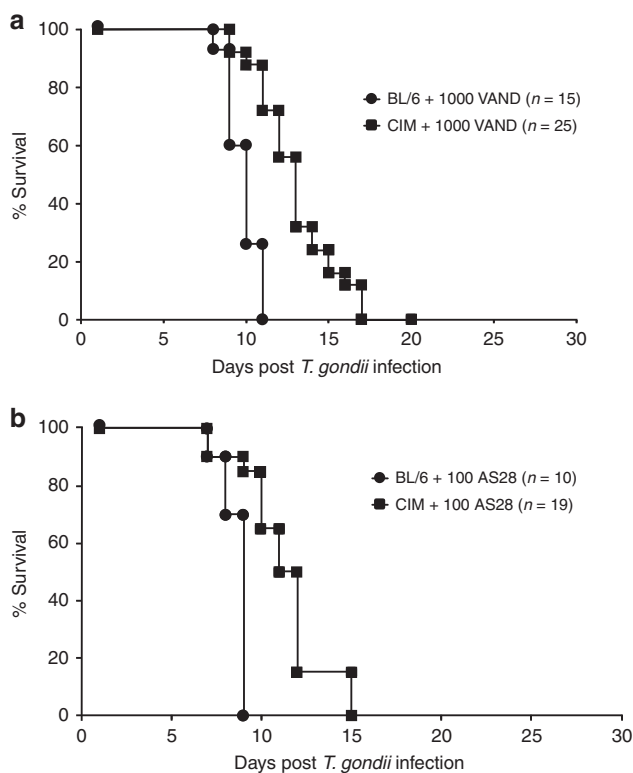 a
100
80
60
40
20
0
% Survival
BL/6 + 1000 VAND (n = 15)
CIM + 1000 VAND (n = 25)
0 5 10 15 20 25 30
Days post T. gondii infection
b
100
80
60
40
20
0
% Survival
BL/6 + 100 AS28 (n = 10)
CIM + 100 AS28 (n = 19)
0 5 10 15 20 25 30
Days post T. gondii infection